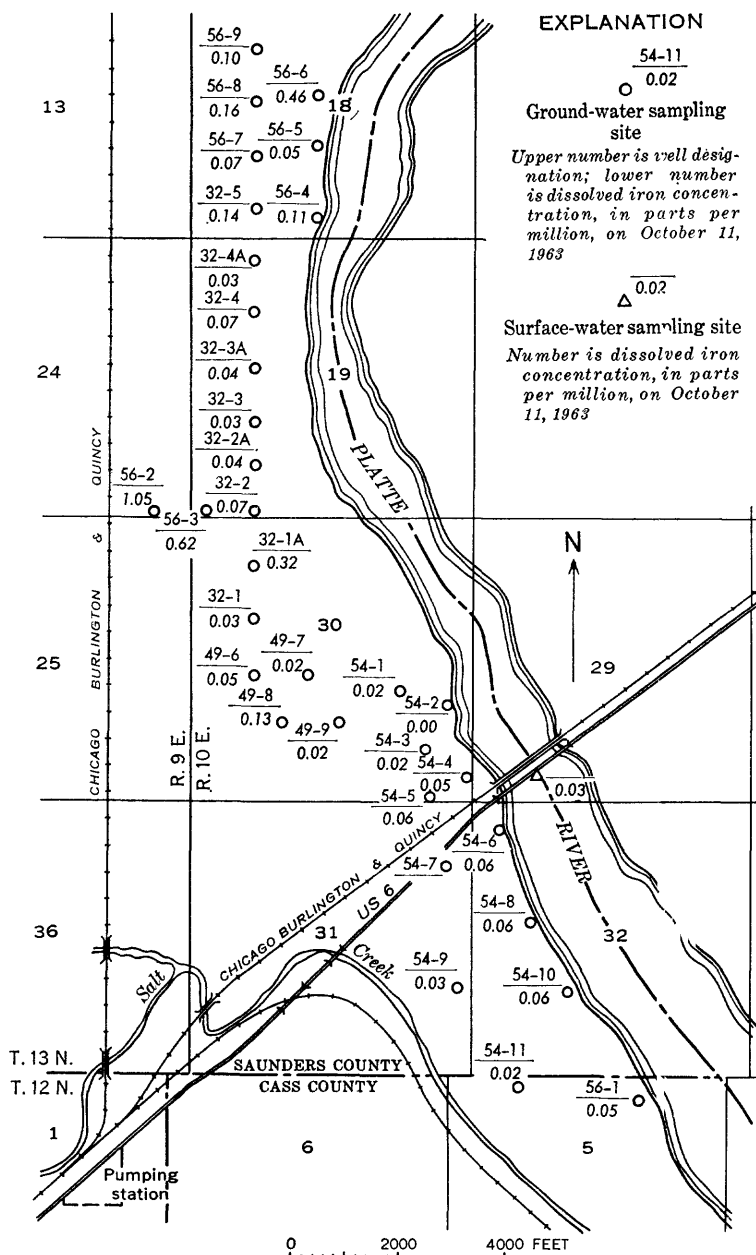 EXPLANATION
54-11
0.02
Ground-water sampling
site
Upper number is well desig-
nation; lower number
is dissolved iron concen-
tration, in parts per
million, on October 11,
1963
0.02
Surface-water sampling site
Number is dissolved iron
concentration, in parts
per million, on October
11, 1963
56-9
0.10
56-8
0.16
56-6
0.46
13
18
56-7
0.07
56-5
0.05
32-5
0.14
56-4
0.11
32-4A
0.03
32-4
0.07
32-3A
0.04
24
19
32-3
0.03
32-2A
0.04
56-2
1.05
32-2
0.07
56-3
0.62
PLATTE
N
32-1A
0.32
32-1
0.03
30
CHICAGO BURLINGTON & QUINCY
25
29
49-6
0.05
49-7
0.02
54-1
0.02
54-2
0.00
49-8
0.13
49-9
0.02
54-3
0.02
54-4
0.05
54-5
0.06
0.03
R. 9 E.
R. 10 E.
RIVER
54-6
0.06
54-7
CHICAGO BURLINGTON & QUINCY
US 6
54-8
0.06
36
31
32
Salt
Creek
54-9
0.03
54-10
0.06
T. 13 N.
T. 12 N.
SAUNDERS COUNTY
CASS COUNTY
54-11
0.02
56-1
0.05
1
6
5
Pumping
station
0 2000 4000 FEET